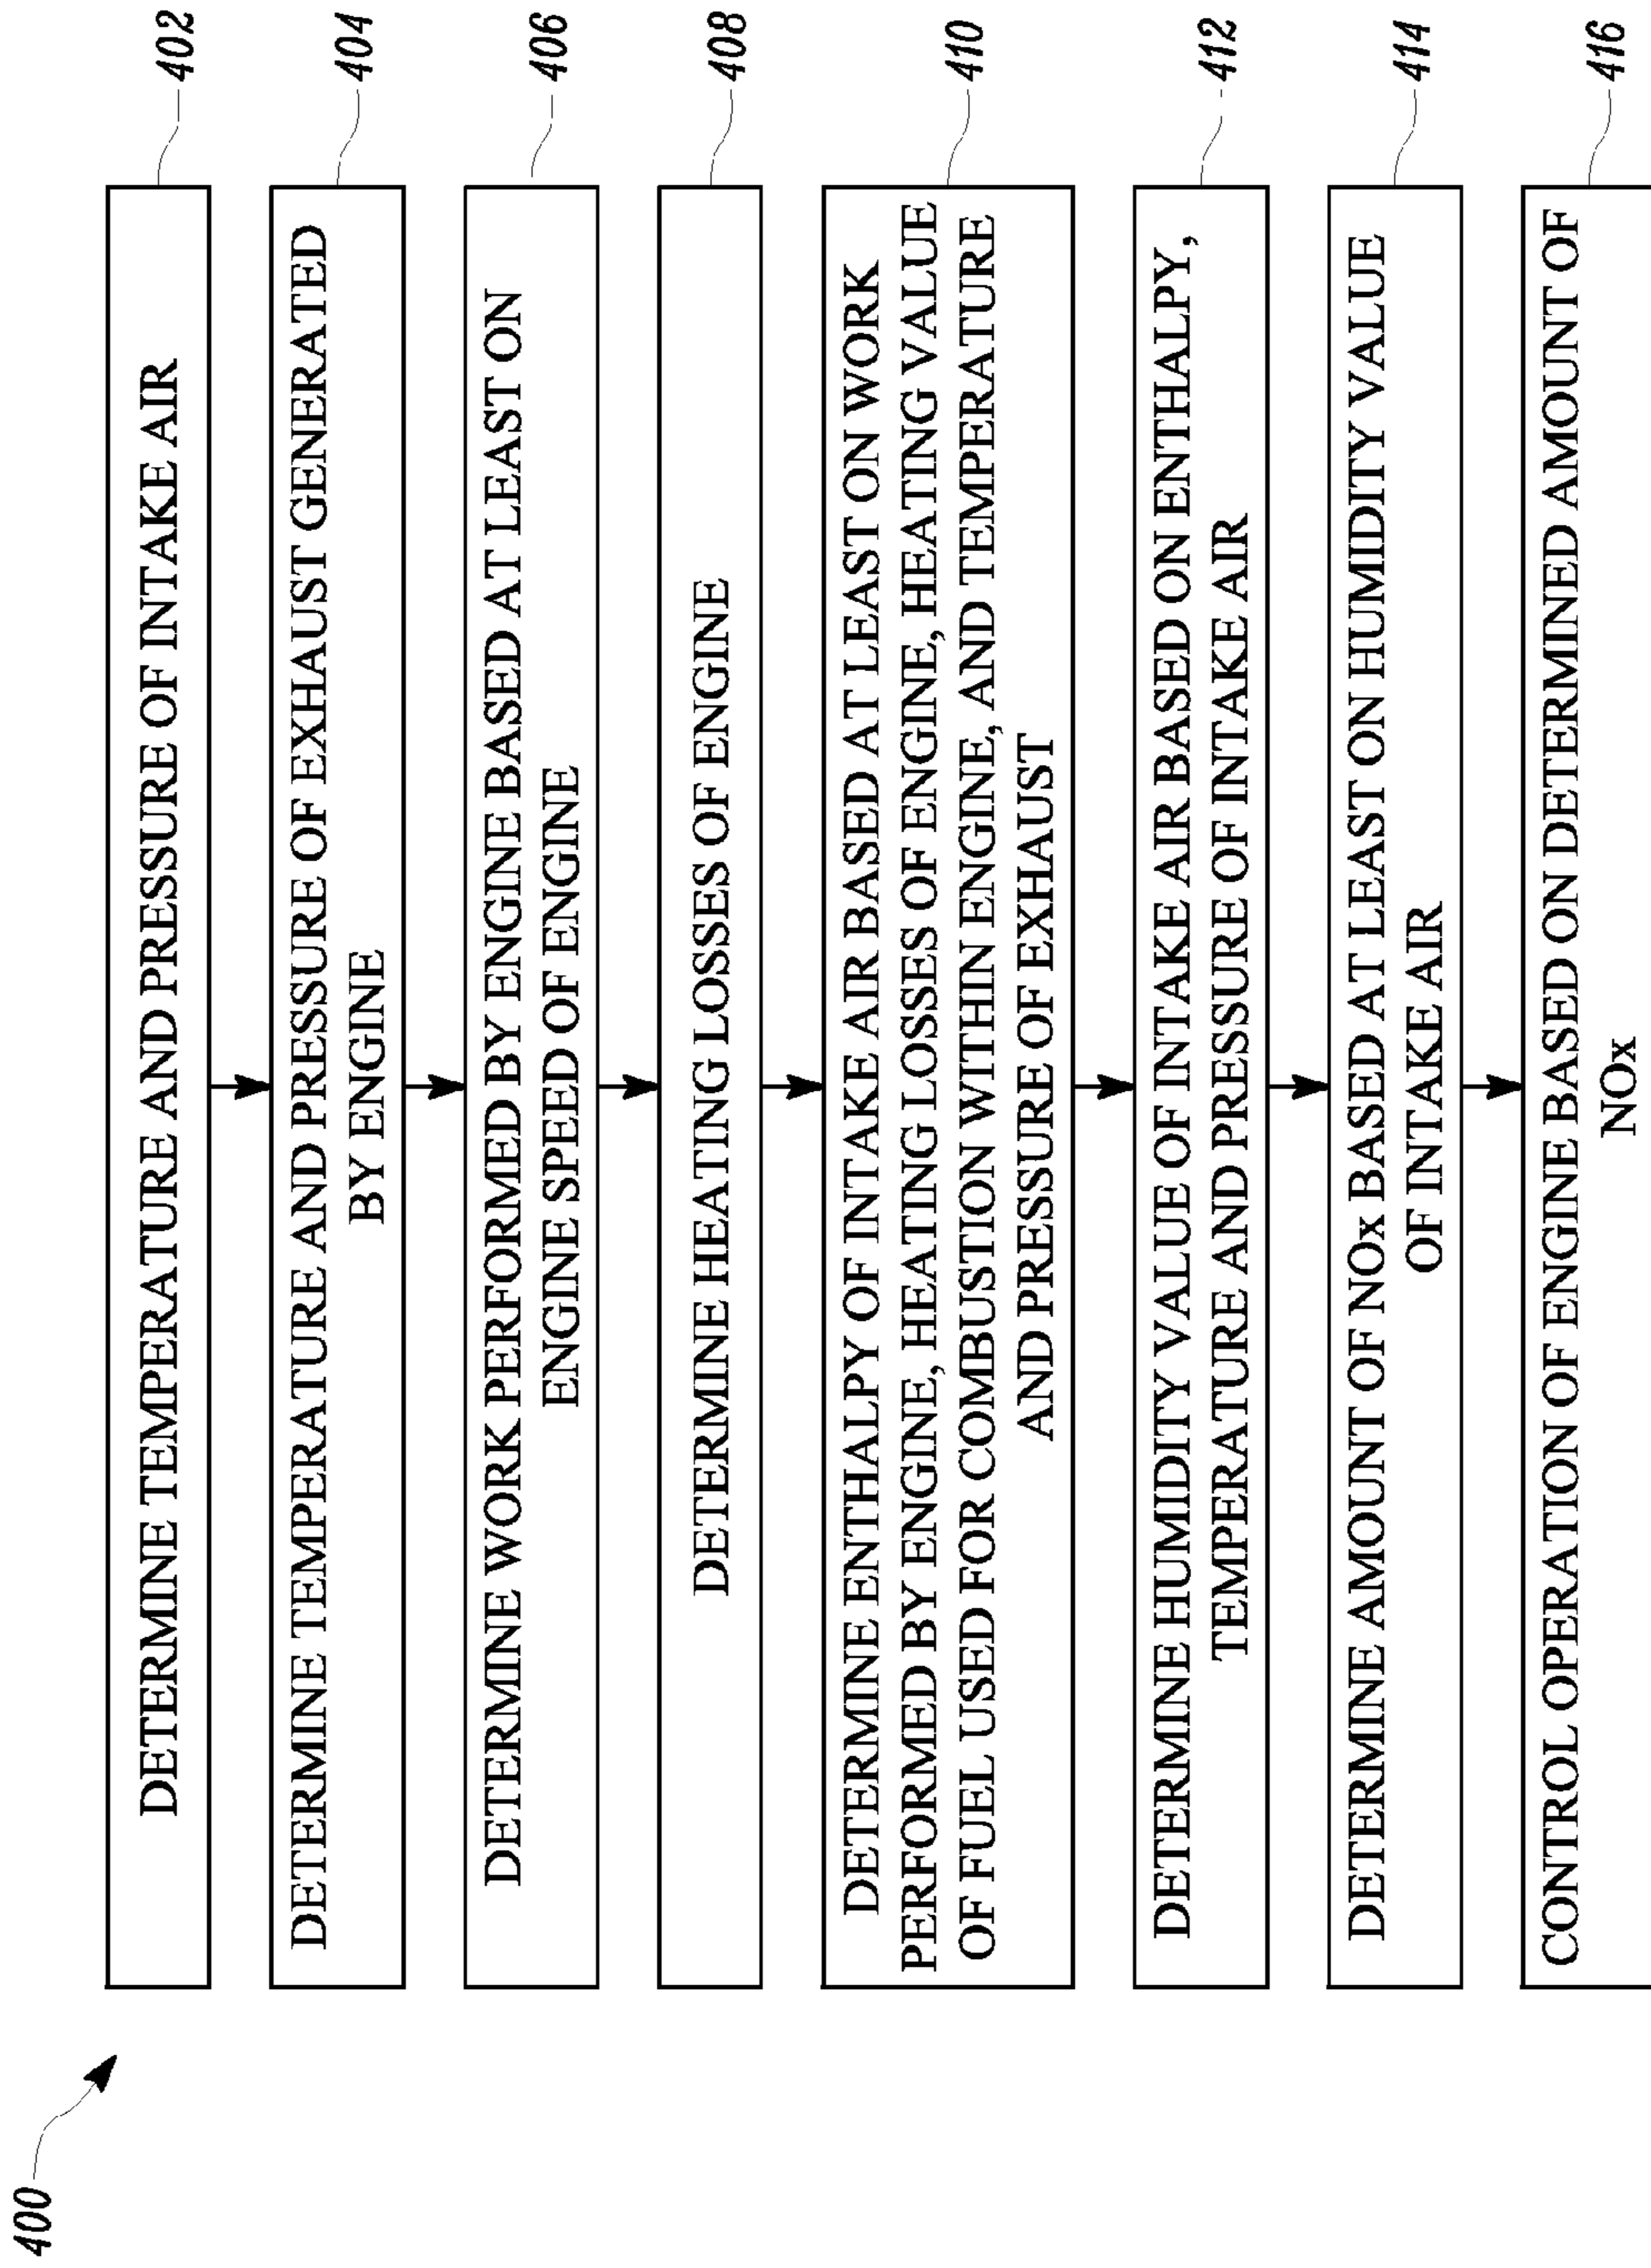 400
DETERMINE TEMPERATURE AND PRESSURE OF INTAKE AIR
402
DETERMINE TEMPERATURE AND PRESSURE OF EXHAUST GENERATED
BY ENGINE
404
DETERMINE WORK PERFORMED BY ENGINE BASED AT LEAST ON
ENGINE SPEED OF ENGINE
406
DETERMINE HEATING LOSSES OF ENGINE
408
DETERMINE ENTHALPY OF INTAKE AIR BASED AT LEAST ON WORK
PERFORMED BY ENGINE, HEATING LOSSES OF ENGINE, HEATING VALUE
OF FUEL USED FOR COMBUSTION WITHIN ENGINE, AND TEMPERATURE
AND PRESSURE OF EXHAUST
410
DETERMINE HUMIDITY VALUE OF INTAKE AIR BASED ON ENTHALPY,
TEMPERATURE AND PRESSURE OF INTAKE AIR
412
DETERMINE AMOUNT OF NOx BASED AT LEAST ON HUMIDITY VALUE
OF INTAKE AIR
414
CONTROL OPERATION OF ENGINE BASED ON DETERMINED AMOUNT OF
NOx
416